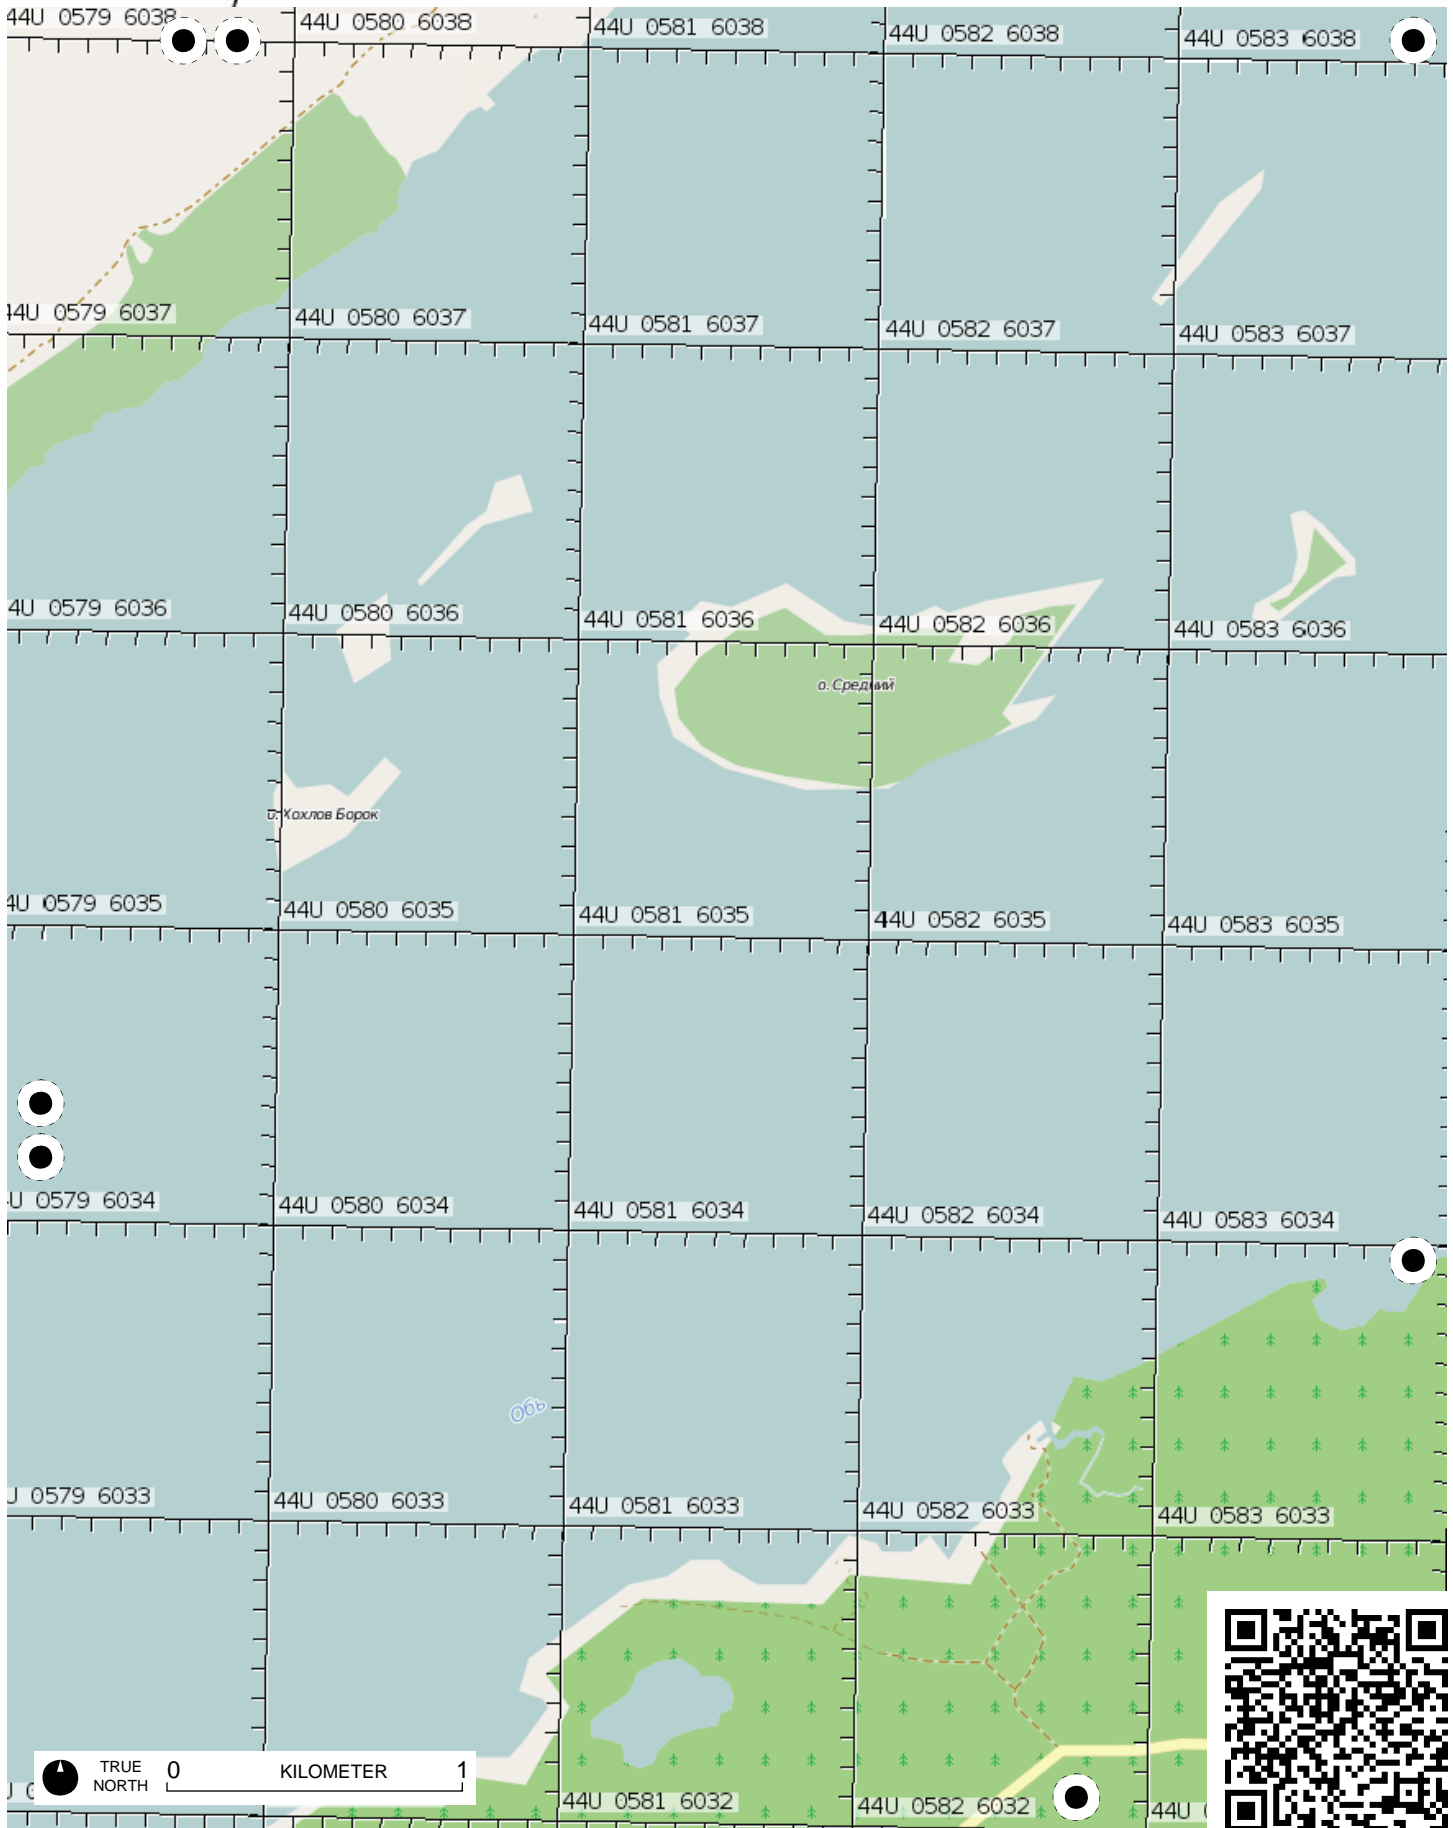 44U 0579 6038
44U 0580 6038
44U 0581 6038
44U 0582 6038
44U 0583 6038
44U 0579 6037
44U 0580 6037
44U 0581 6037
44U 0582 6037
44U 0583 6037
4U 0579 6036
44U 0580 6036
44U 0581 6036
44U 0582 6036
44U 0583 6036
о. Средний
о. Хохлов Борок
4U 0579 6035
44U 0580 6035
44U 0581 6035
44U 0582 6035
44U 0583 6035
U 0579 6034
44U 0580 6034
44U 0581 6034
44U 0582 6034
44U 0583 6034
Обь
U 0579 6033
44U 0580 6033
44U 0581 6033
44U 0582 6033
44U 0583 6033
TRUE NORTH
0 KILOMETER 1
44U 0581 6032
44U 0582 6032
44U